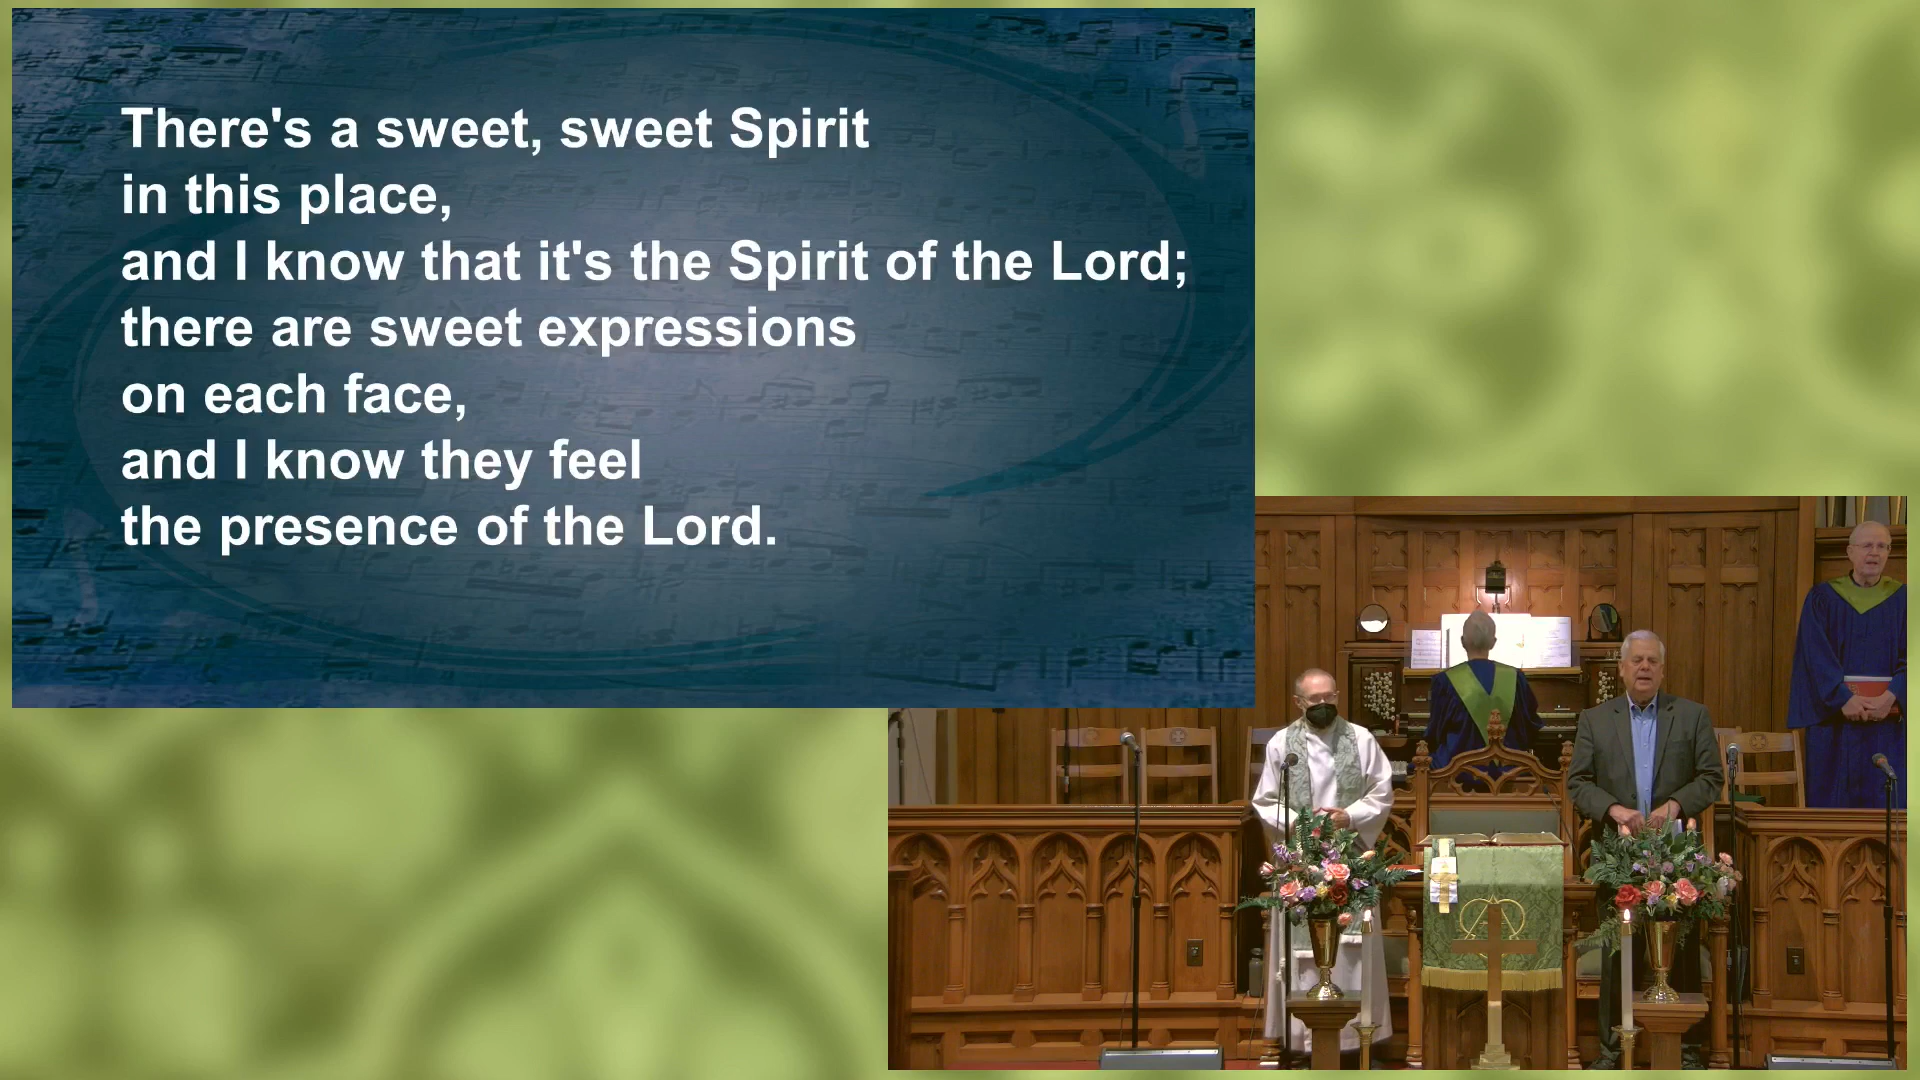 There's a sweet, sweet Spirit
in this place,
and I know that it's the Spirit of the Lord;
there are sweet expressions
on each face,
and I know they feel
the presence of the Lord.